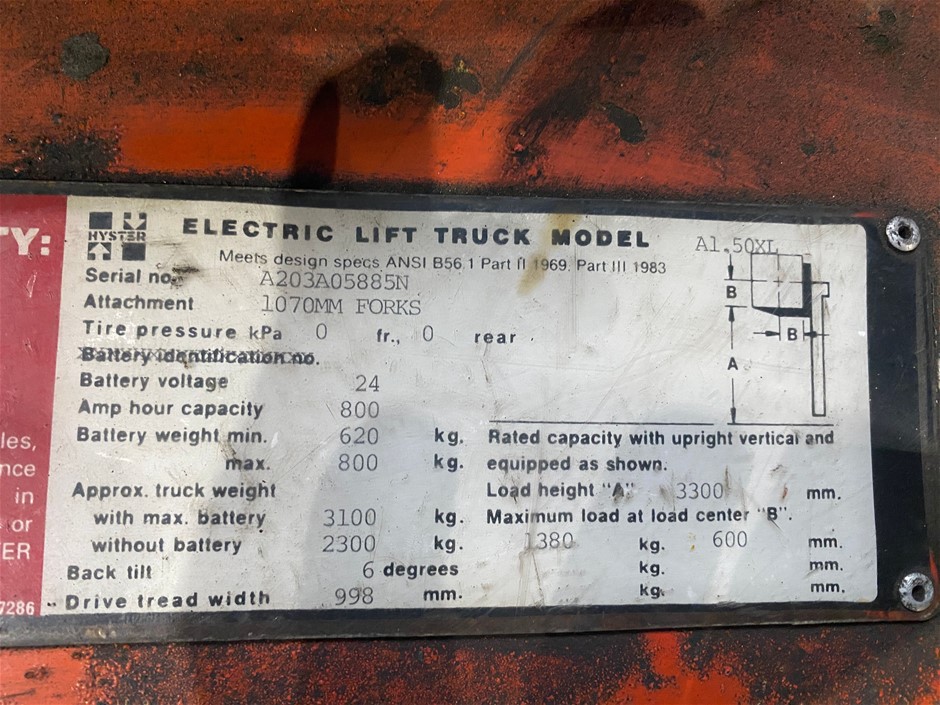 TY:
HYSTER
ELECTRIC LIFT TRUCK MODEL A1.50XL
Meets design specs ANSI B56.1 Part II 1969. Part III 1983
Serial no. A203A05885N
Attachment 1070MM FORKS
Tire pressure kPa 0 fr., 0 rear
Battery identification no.
Battery voltage 24
Amp hour capacity 800
Battery weight min. 620 kg.
max. 800 kg.
Approx. truck weight
with max. battery 3100 kg.
without battery 2300 kg.
Back tilt 6 degrees
Drive tread width 998 mm.
B
B
A
Rated capacity with upright vertical and
equipped as shown.
Load height "A" 3300 mm.
Maximum load at load center "B".
1380 kg. 600 mm.
kg. mm.
kg. mm.
les,
nce
in
or
ER
7286